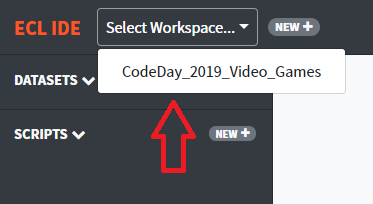 ECL IDE Select Workspace... NEW +
CodeDay_2019_Video_Games
DATASETS
SCRIPTS NEW +